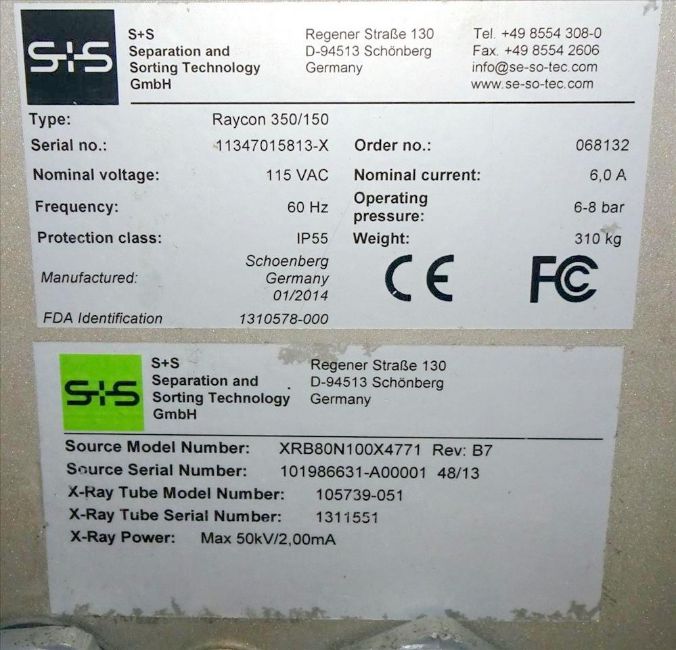 S+S
S+S
Separation and
Sorting Technology
GmbH
Regener Straße 130
D-94513 Schönberg
Germany
Tel. +49 8554 308-0
Fax. +49 8554 2606
info@se-so-tec.com
www.se-so-tec.com
Type: Raycon 350/150
Serial no.: 11347015813-X Order no.: 068132
Nominal voltage: 115 VAC Nominal current: 6,0 A
Frequency: 60 Hz Operating pressure: 6-8 bar
Protection class: IP55 Weight: 310 kg
Manufactured: Schoenberg
Germany
01/2014
CE FC
FDA Identification 1310578-000
S+S
S+S
Separation and
Sorting Technology
GmbH
Regener Straße 130
D-94513 Schönberg
Germany
Source Model Number: XRB80N100X4771 Rev: B7
Source Serial Number: 101986631-A00001 48/13
X-Ray Tube Model Number: 105739-051
X-Ray Tube Serial Number: 1311551
X-Ray Power: Max 50kV/2,00mA